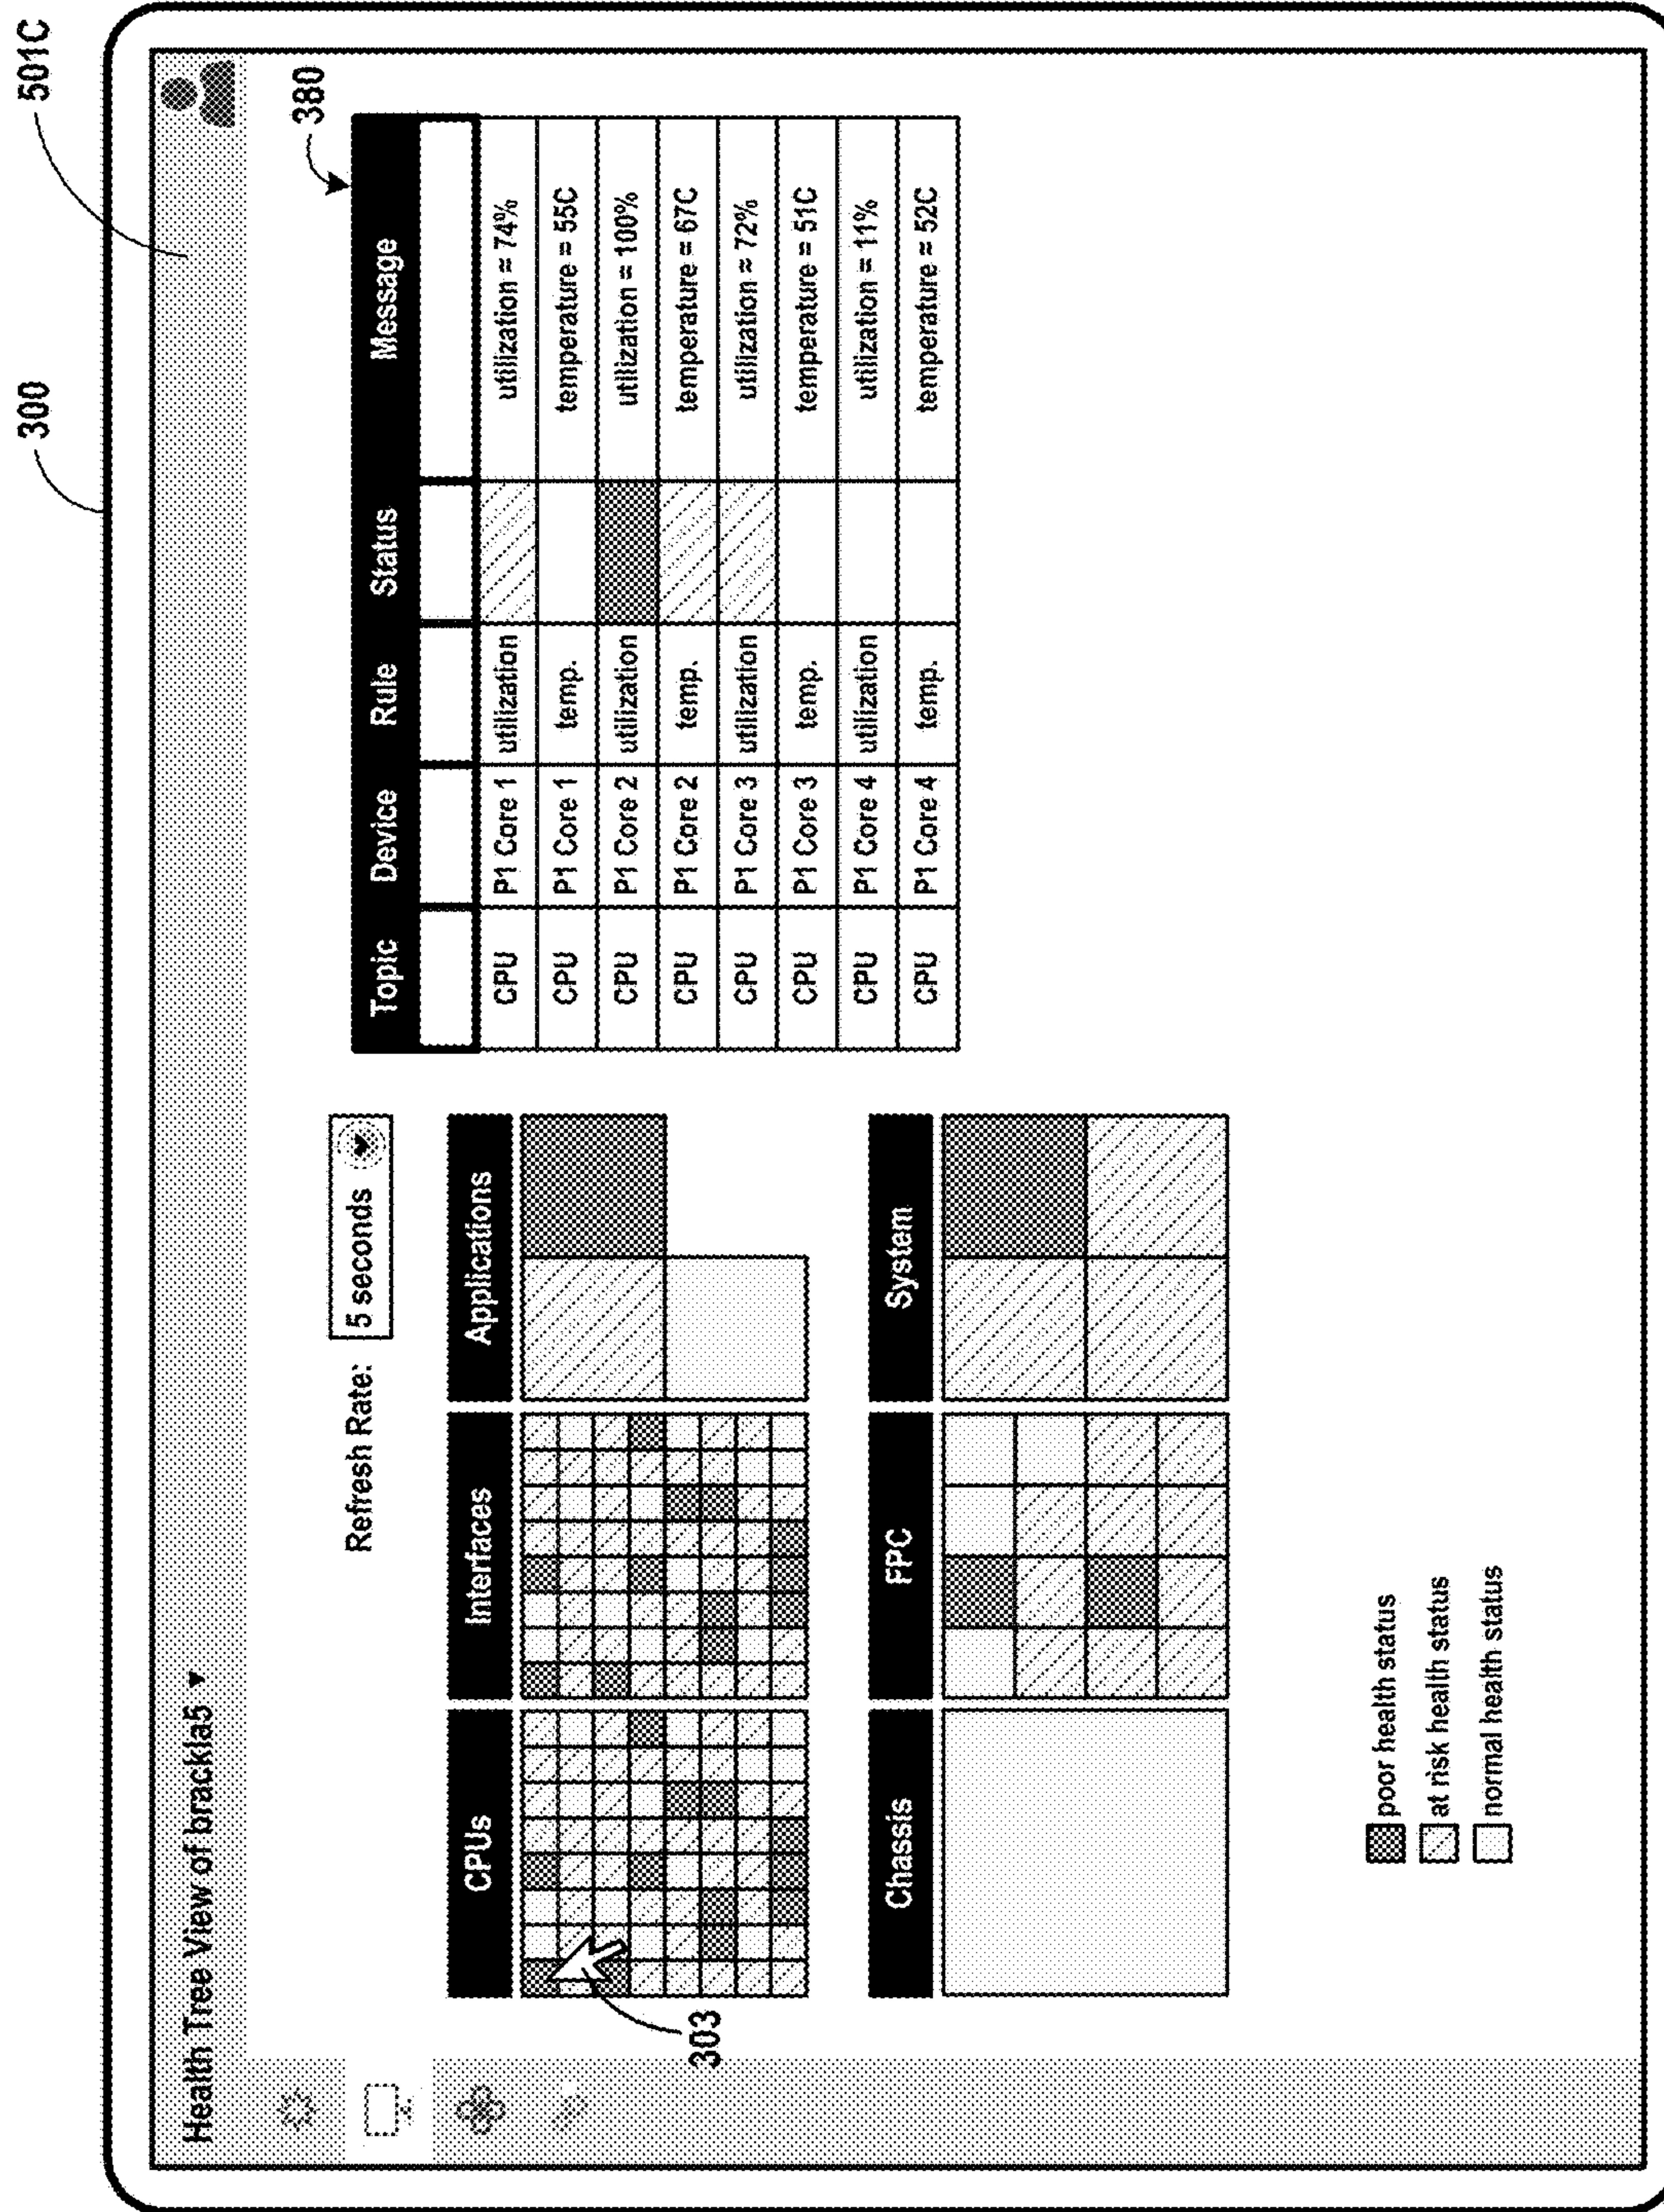 300
501C
Health Tree View of brackla5 ▼
Refresh Rate: 5 seconds
380
CPUs Interfaces Applications
303
Chassis FPC System
poor health status
at risk health status
normal health status
Topic Device Rule Status Message
CPU P1 Core 1 utilization utilization = 74%
CPU P1 Core 1 temp. temperature = 55C
CPU P1 Core 2 utilization utilization = 100%
CPU P1 Core 2 temp. temperature = 67C
CPU P1 Core 3 utilization utilization = 72%
CPU P1 Core 3 temp. temperature = 51C
CPU P1 Core 4 utilization utilization = 11%
CPU P1 Core 4 temp. temperature = 52C